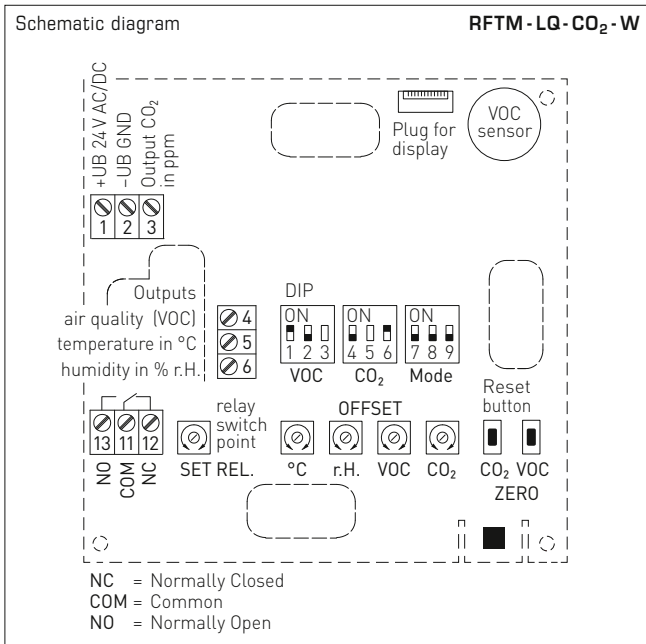 Schematic diagram
RFTM-LQ-CO₂-W
+UB 24 V AC/DC
–UB GND
Output CO₂
in ppm
1 2 3
Plug for
display
VOC
sensor
Outputs
air quality (VOC)
temperature in °C
humidity in % r.H.
4
5
6
DIP
ON ON ON
1 2 3 4 5 6 7 8 9
VOC CO₂ Mode
13 11 12
NO COM NC
relay
switch
point
SET REL.
OFFSET
°C r.H. VOC CO₂
Reset
button
CO₂ VOC
ZERO
NC = Normally Closed
COM = Common
NO = Normally Open